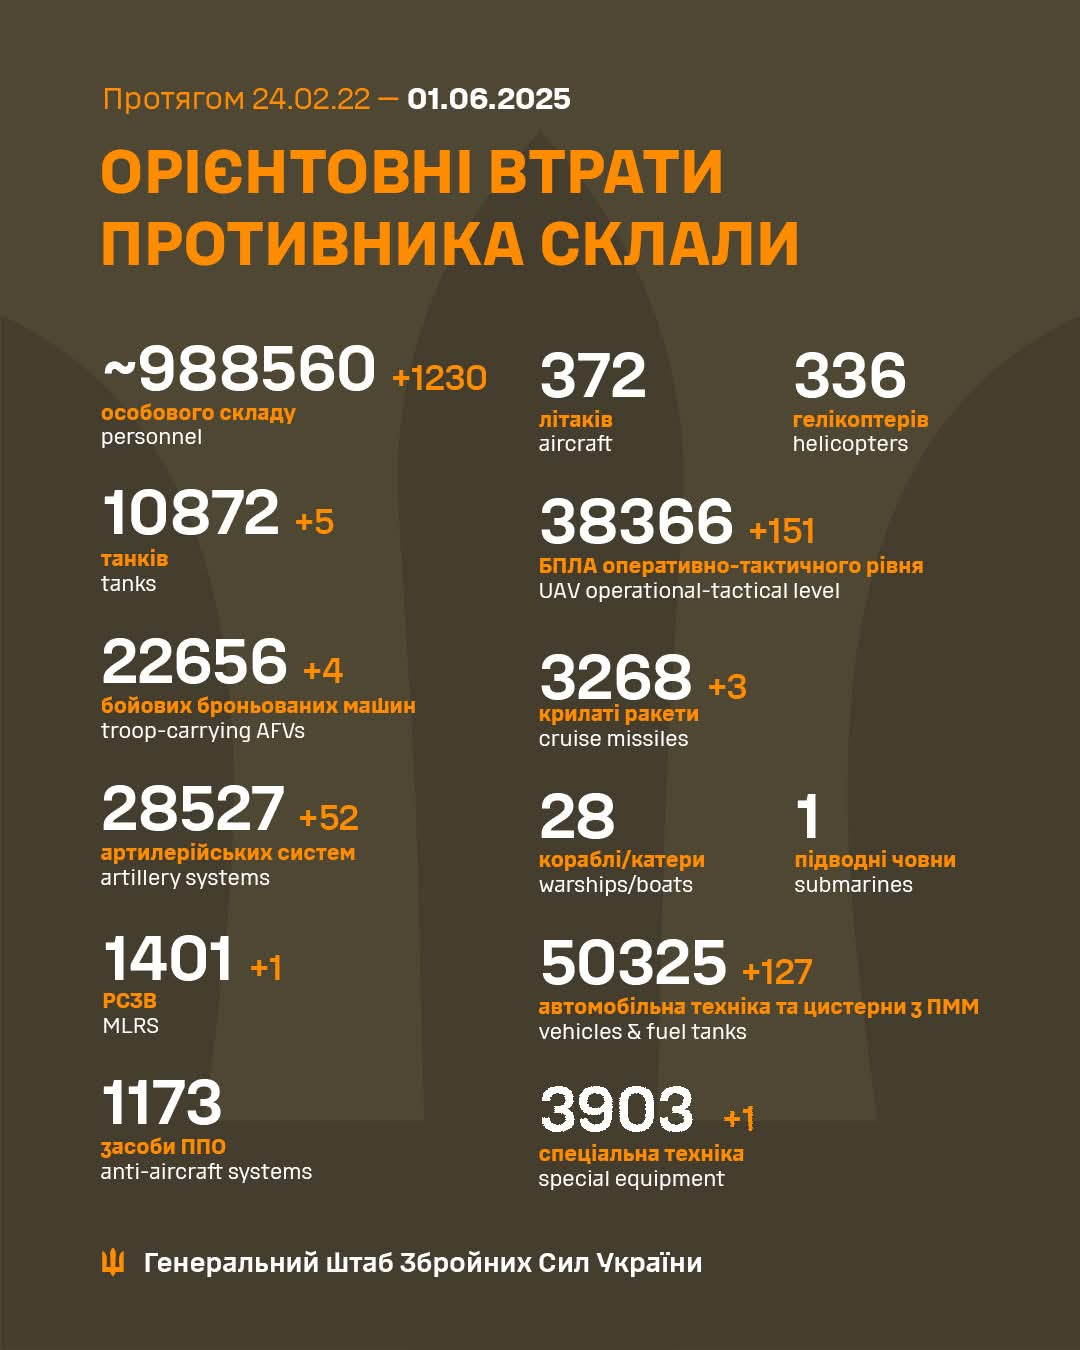 Протягом 24.02.22 — 01.06.2025
ОРІЄНТОВНІ ВТРАТИ
ПРОТИВНИКА СКЛАЛИ
~988560 +1230
особового складу
personnel
372
літаків
aircraft
336
гелікоптерів
helicopters
10872 +5
танків
tanks
38366 +151
БПЛА оперативно-тактичного рівня
UAV operational-tactical level
22656 +4
бойових броньованих машин
troop-carrying AFVs
3268 +3
крилаті ракети
cruise missiles
28527 +52
артилерійських систем
artillery systems
28
кораблі/катери
warships/boats
1
підводні човни
submarines
1401 +1
РСЗВ
MLRS
50325 +127
автомобільна техніка та цистерни з ПММ
vehicles & fuel tanks
1173
засоби ППО
anti-aircraft systems
3903 +1
спеціальна техніка
special equipment
Генеральний Штаб Збройних Сил України